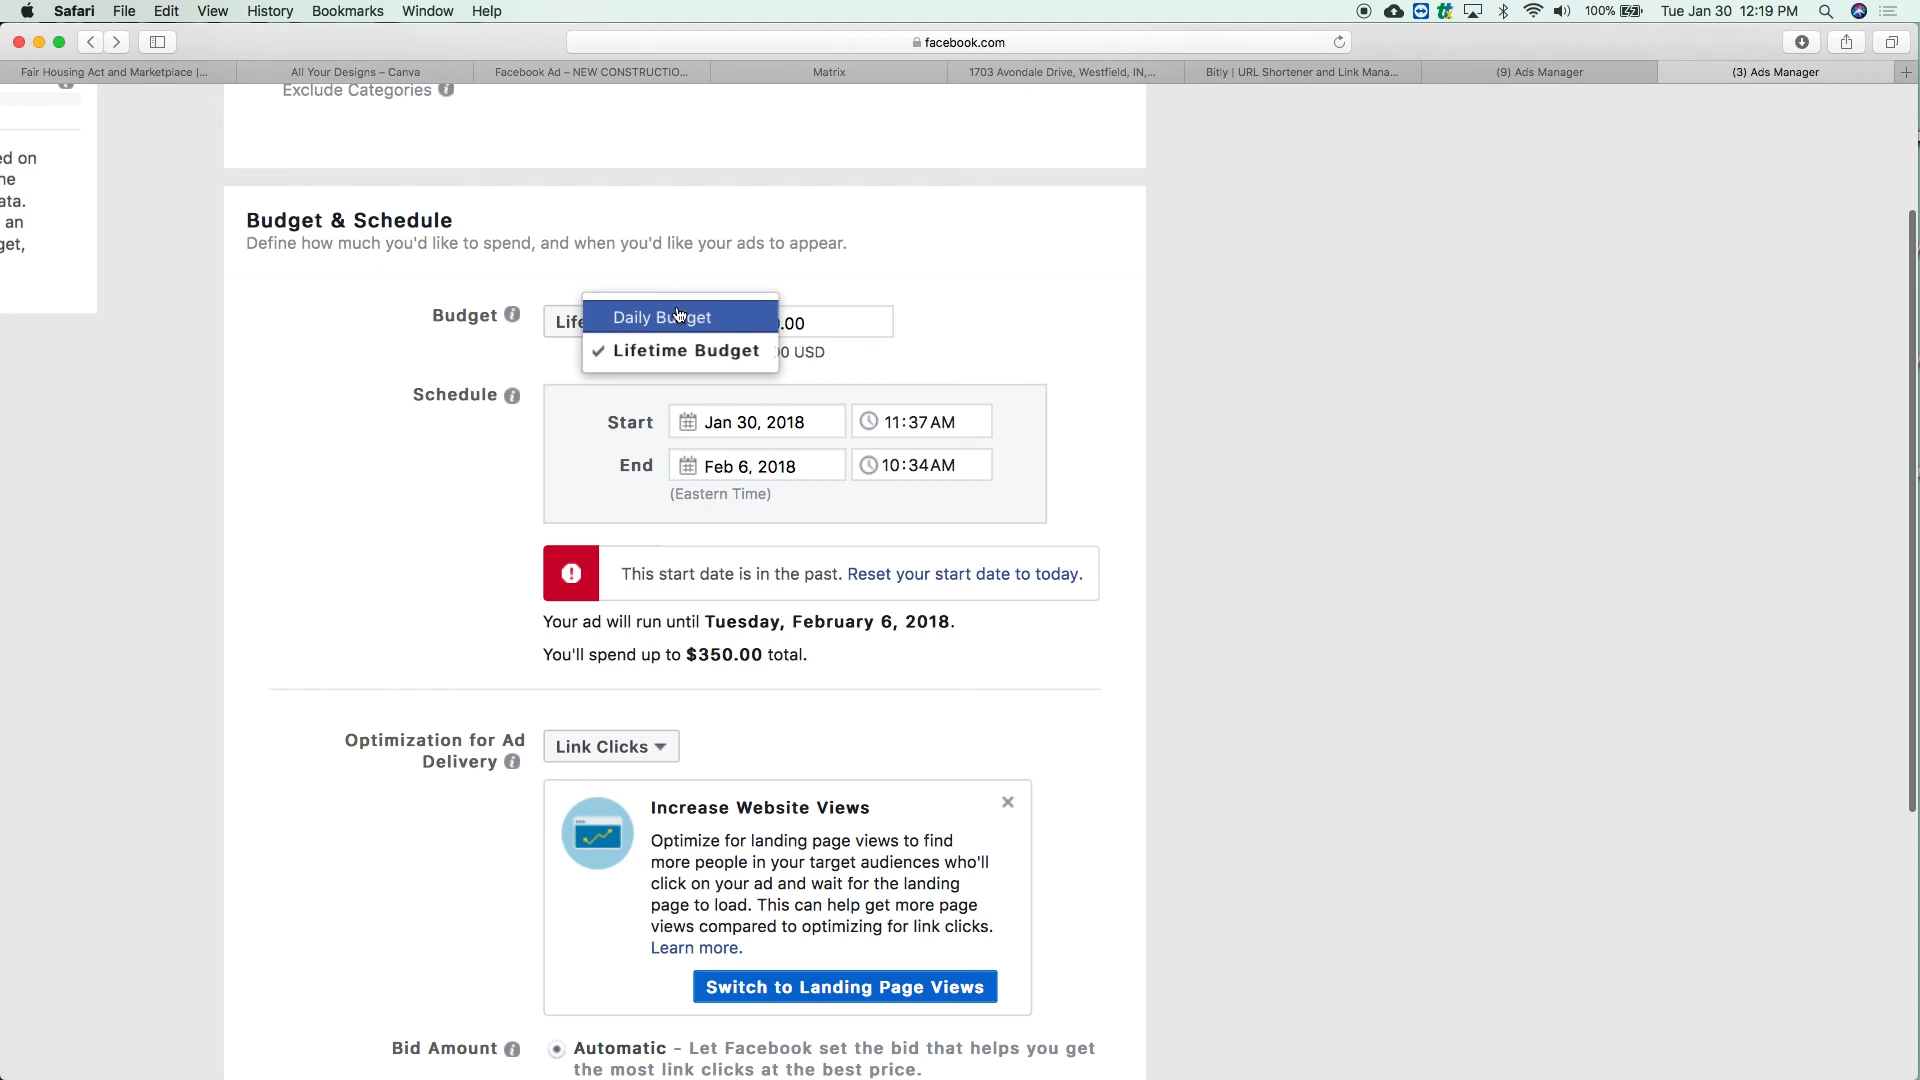 Safari File Edit View History Bookmarks Window Help 100% Tue Jan 30 12:19 PM
facebook.com
Fair Housing Act and Marketplace |... All Your Designs – Canva Facebook Ad – NEW CONSTRUCTIO... Matrix 1703 Avondale Drive, Westfield, IN,... Bitly | URL Shortener and Link Mana... (9) Ads Manager (3) Ads Manager
Exclude Categories
ed on
ata.
an
Budget & Schedule
Define how much you'd like to spend, and when you'd like your ads to appear.
Budget Daily Budget .00
Lifetime Budget 00 USD
Schedule
Start Jan 30, 2018 11:37AM
End Feb 6, 2018 10:34AM
(Eastern Time)
This start date is in the past. Reset your start date to today.
Your ad will run until Tuesday, February 6, 2018.
You'll spend up to $350.00 total.
Optimization for Ad
Delivery
Link Clicks
Increase Website Views
Optimize for landing page views to find
more people in your target audiences who'll
click on your ad and wait for the landing
page to load. This can help get more page
views compared to optimizing for link clicks.
Learn more.
Switch to Landing Page Views
Bid Amount Automatic – Let Facebook set the bid that helps you get
the most link clicks at the best price.